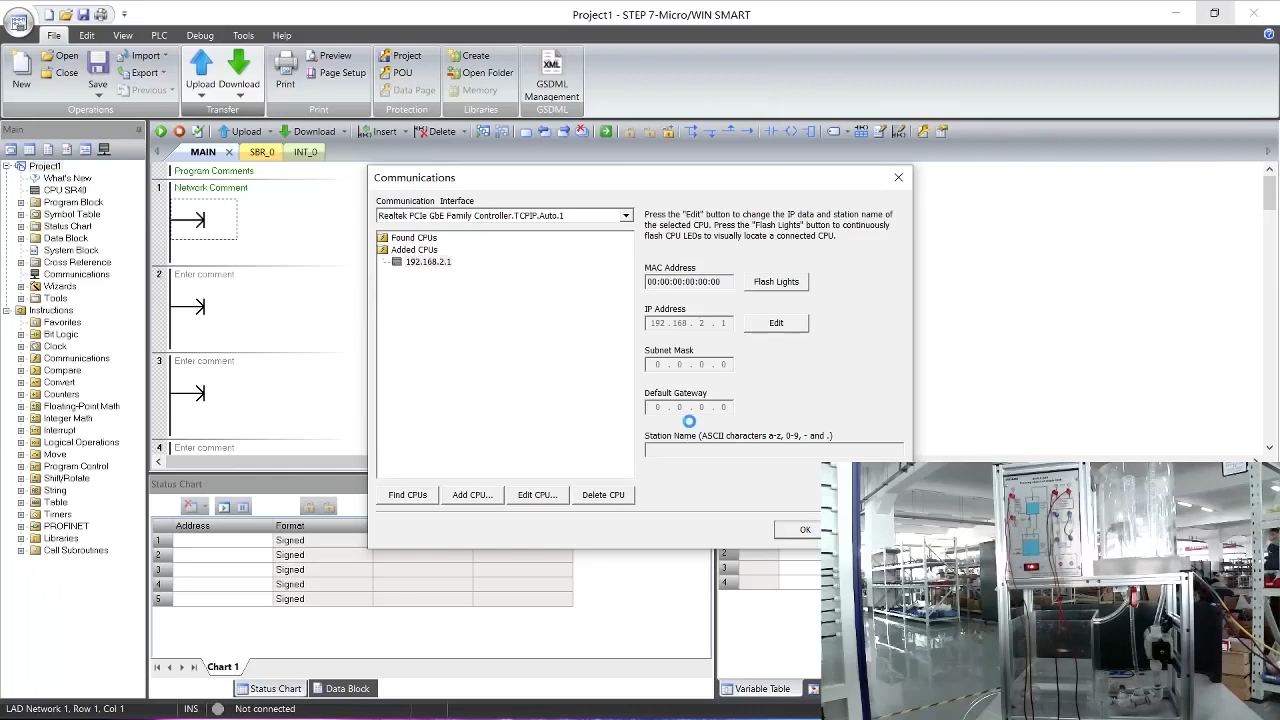 Project1 - STEP 7-Micro/WIN SMART
File Edit View PLC Debug Tools Help
New
Open
Close
Save
Import
Export
Previous
Operations
Upload
Download
Transfer
Print
Preview
Page Setup
Print
Project
POU
Data Page
Protection
Create
Open Folder
Memory
Libraries
GSDML
Management
GSDML
Main
Upload Download Insert Delete
MAIN SBR_0 INT_0
Project1
What's New
CPU SR40
Program Block
Symbol Table
Status Chart
Data Block
System Block
Cross Reference
Communications
Wizards
Tools
Instructions
Favorites
Bit Logic
Clock
Communications
Compare
Convert
Counters
Floating-Point Math
Integer Math
Interrupt
Logical Operations
Move
Program Control
Shift/Rotate
String
Table
Timers
PROFINET
Libraries
Call Subroutines
Program Comments
1 Network Comment
2 Enter comment
3 Enter comment
4 Enter comment
Communications
Communication Interface
Realtek PCIe GbE Family Controller.TCPIP.Auto.1
Found CPUs
Added CPUs
192.168.2.1
Press the "Edit" button to change the IP data and station name of
the selected CPU. Press the "Flash Lights" button to continuously
flash CPU LEDs to visually locate a connected CPU.
MAC Address
00:00:00:00:00:00 Flash Lights
IP Address
192 . 168 . 2 . 1 Edit
Subnet Mask
0 . 0 . 0 . 0
Default Gateway
0 . 0 . 0 . 0
Station Name (ASCII characters a-z, 0-9, - and .)
Find CPUs Add CPU... Edit CPU... Delete CPU
OK
Status Chart
Address Format
1 Signed
2 Signed
3 Signed
4 Signed
5 Signed
2
3
4
Chart 1
Status Chart Data Block
Variable Table
LAD Network 1, Row 1, Col 1 INS Not connected